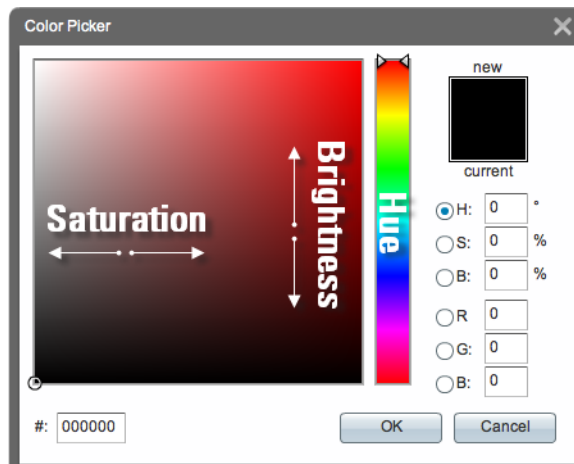 Color Picker
new
current
Saturation
Brightness
Hue
H: 0 °
S: 0 %
B: 0 %
R 0
G: 0
B: 0
#: 000000
OK
Cancel